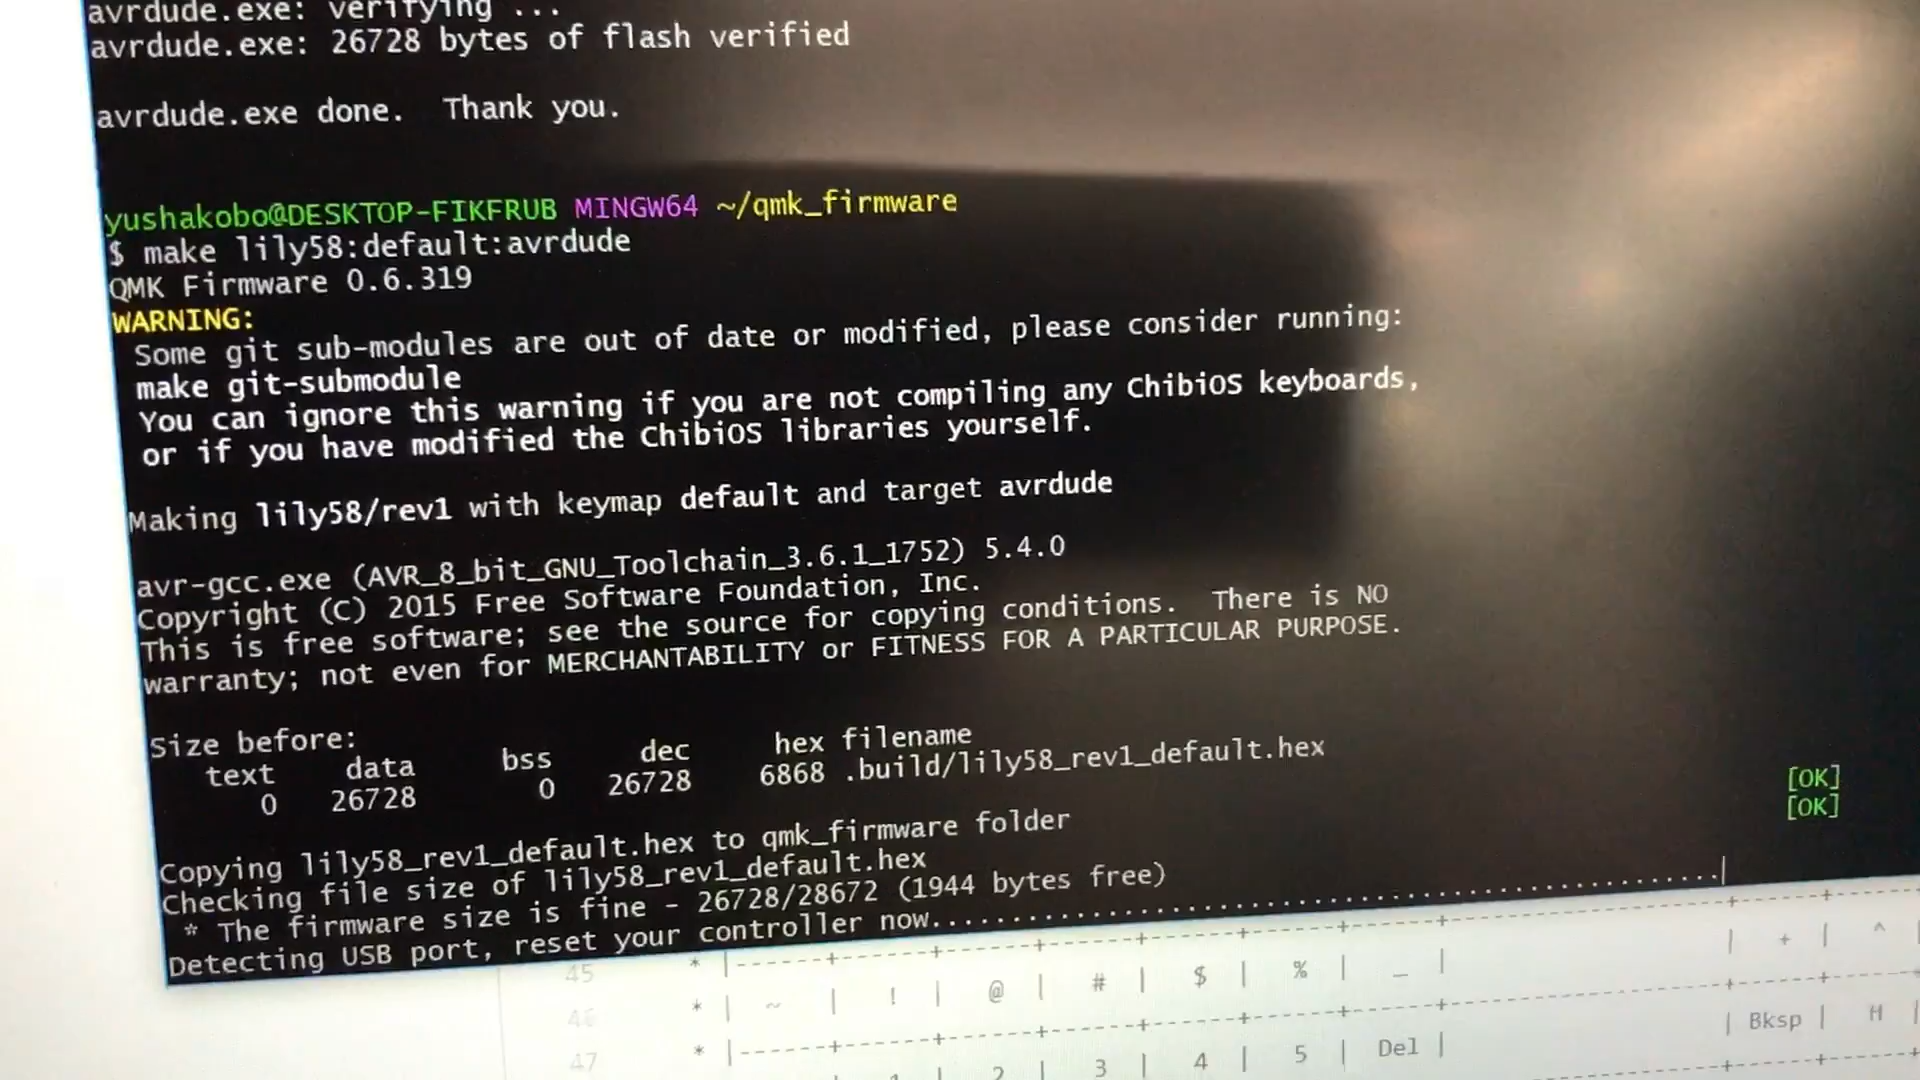 avrdude.exe: verifying ...
avrdude.exe: 26728 bytes of flash verified
avrdude.exe done.  Thank you.
yushakobo@DESKTOP-FIKFRUB MINGW64 ~/qmk_firmware
$ make lily58:default:avrdude
QMK Firmware 0.6.319
WARNING:
Some git sub-modules are out of date or modified, please consider running:
make git-submodule
You can ignore this warning if you are not compiling any ChibiOS keyboards,
or if you have modified the ChibiOS libraries yourself.
Making lily58/rev1 with keymap default and target avrdude
avr-gcc.exe (AVR_8_bit_GNU_Toolchain_3.6.1_1752) 5.4.0
Copyright (C) 2015 Free Software Foundation, Inc.
This is free software; see the source for copying conditions.  There is NO
warranty; not even for MERCHANTABILITY or FITNESS FOR A PARTICULAR PURPOSE.
Size before:
text data bss dec hex filename
0 26728 0 26728 6868 .build/lily58_rev1_default.hex
Copying lily58_rev1_default.hex to qmk_firmware folder [OK]
Checking file size of lily58_rev1_default.hex [OK]
* The firmware size is fine - 26728/28672 (1944 bytes free)
Detecting USB port, reset your controller now..............................................................
45 * |------+------+------+------+------+------|
46 * | ~ | ! | @ | # | $ | % | _ | | + | ^
47 * |------+------+------+------+------+------|
1 | 2 | 3 | 4 | 5 | Del | | Bksp | H |